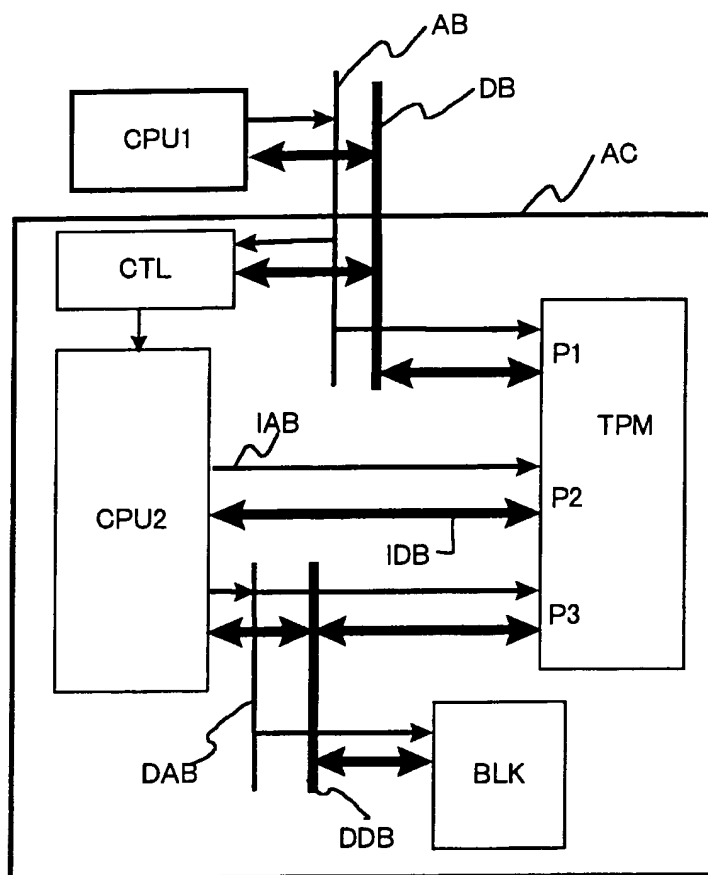 AB
DB
CPU1
AC
CTL
P1
TPM
IAB
CPU2
P2
IDB
P3
DAB
BLK
DDB